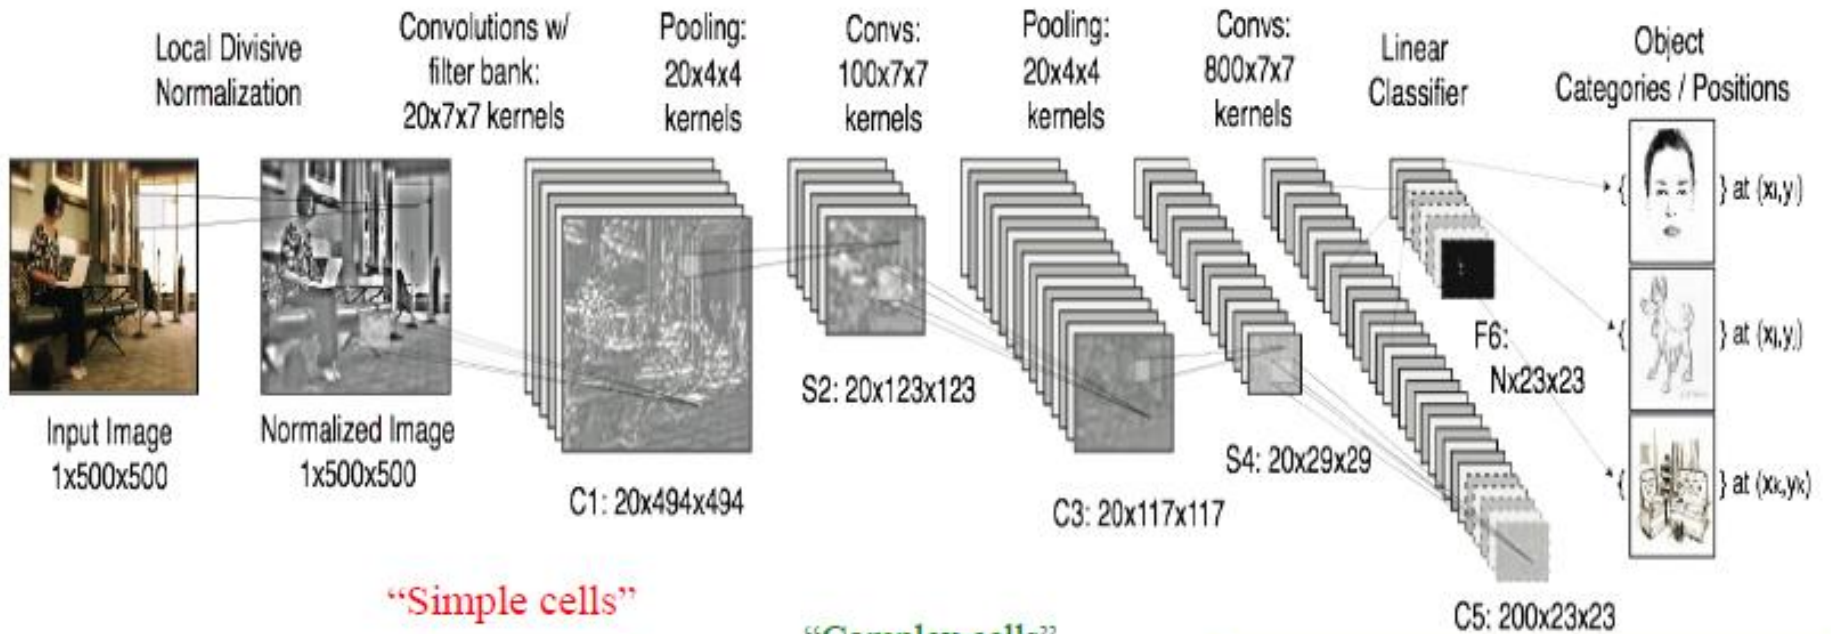 Local Divisive
Normalization
Convolutions w/
filter bank:
20x7x7 kernels
Pooling:
20x4x4
kernels
Convs:
100x7x7
kernels
Pooling:
20x4x4
kernels
Convs:
800x7x7
kernels
Linear
Classifier
Object
Categories / Positions
{ } at (xi,yi)
{ } at (xj,yj)
{ } at (xk,yk)
Input Image
1x500x500
Normalized Image
1x500x500
C1: 20x494x494
S2: 20x123x123
C3: 20x117x117
S4: 20x29x29
C5: 200x23x23
F6:
Nx23x23
“Simple cells”
“Complex cells”